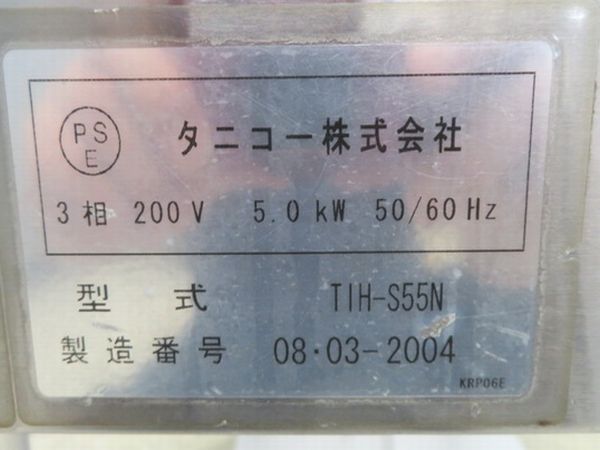 PS
E
タニコー株式会社
3相 200V 5.0kW 50/60Hz
型式 TIH-S55N
製造番号 08・03-2004
KRP06E